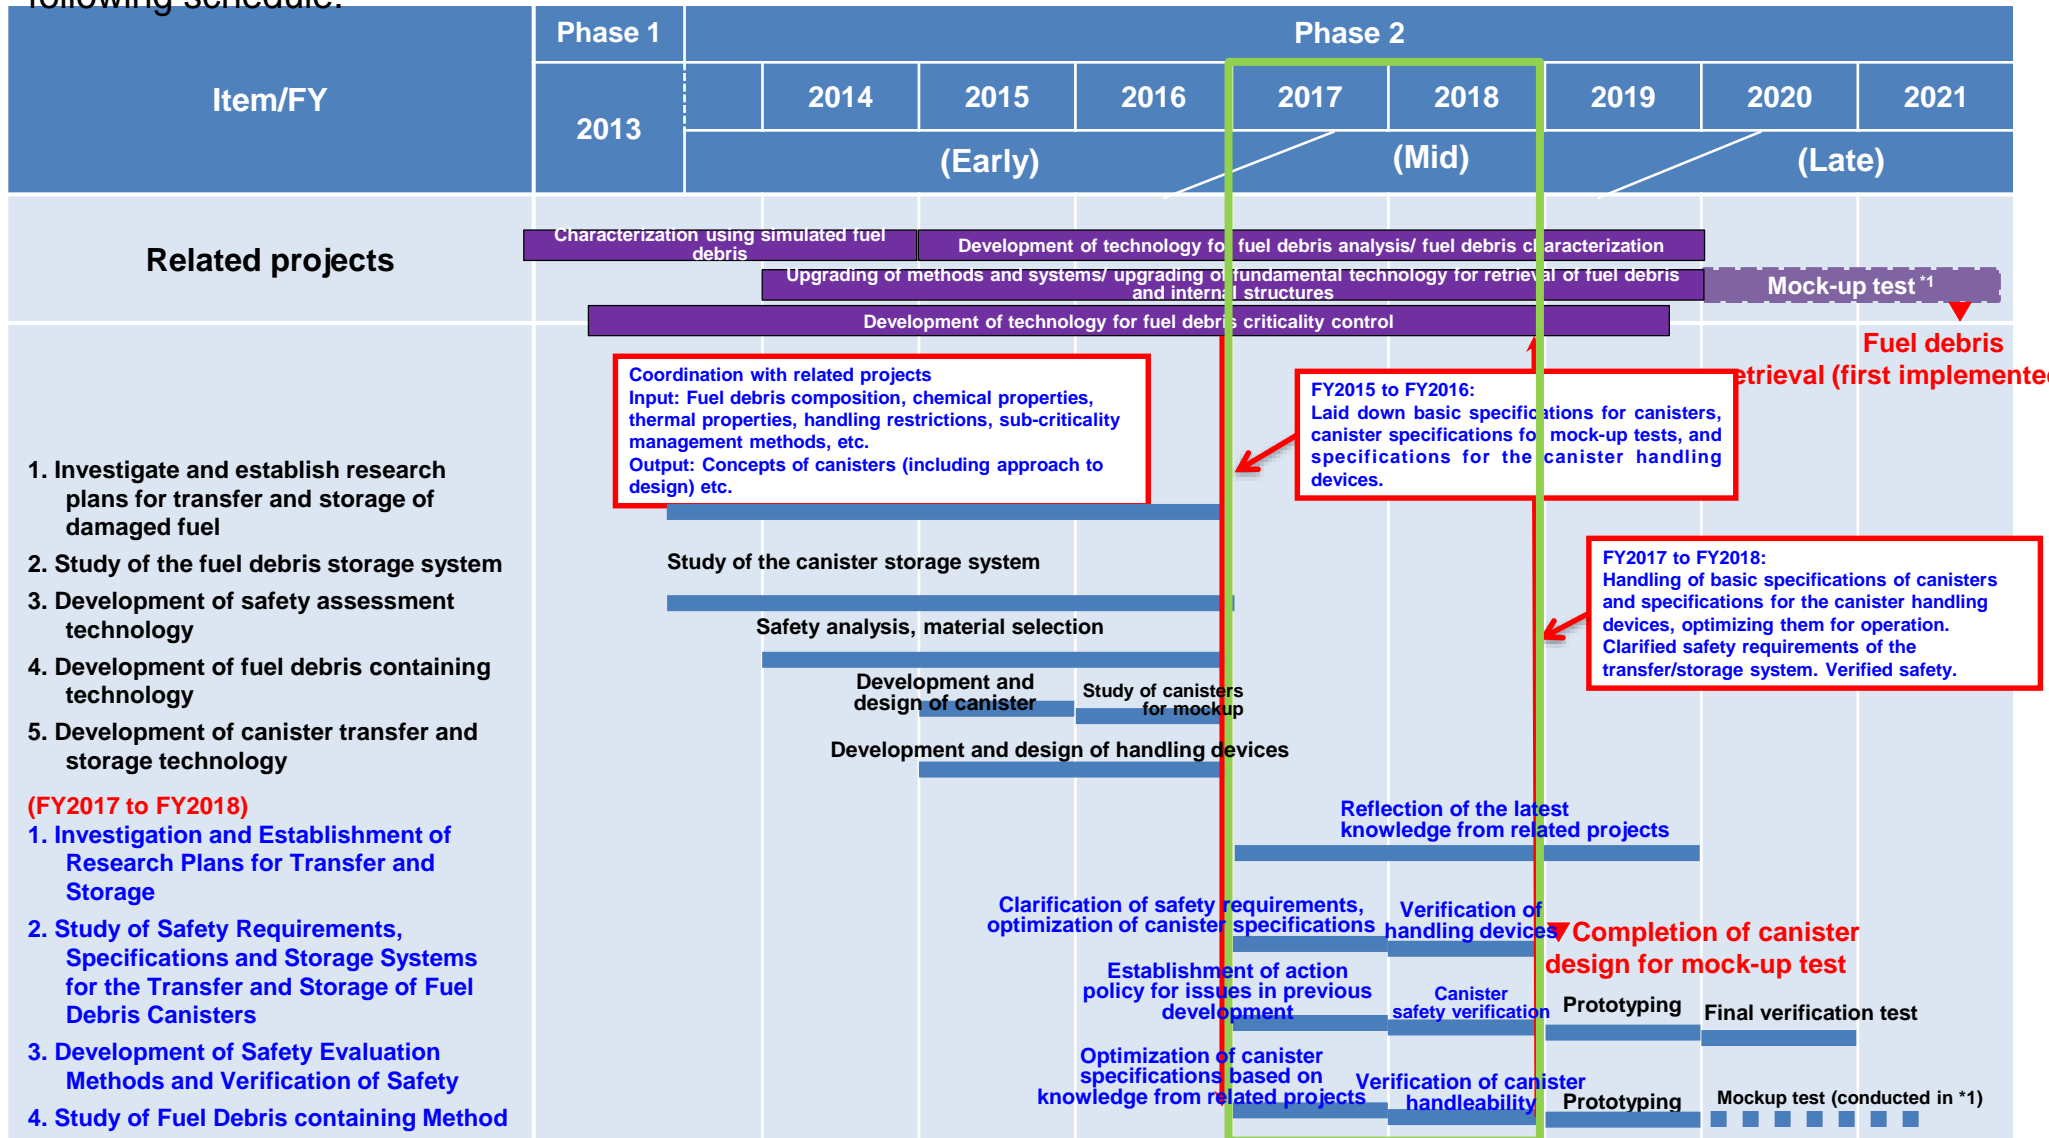 following schedule.
Item/FY
Phase 1
Phase 2
2013
2014
2015
2016
2017
2018
2019
2020
2021
(Early)
(Mid)
(Late)
Related projects
Characterization using simulated fuel
debris
Development of technology for fuel debris analysis/ fuel debris characterization
Upgrading of methods and systems/ upgrading of fundamental technology for retrieval of fuel debris
and internal structures
Mock-up test *1
Development of technology for fuel debris criticality control
Fuel debris
etrieval (first implemented
Coordination with related projects
Input: Fuel debris composition, chemical properties,
thermal properties, handling restrictions, sub-criticality
management methods, etc.
Output: Concepts of canisters (including approach to
design) etc.
FY2015 to FY2016:
Laid down basic specifications for canisters,
canister specifications for mock-up tests, and
specifications for the canister handling
devices.
FY2017 to FY2018:
Handling of basic specifications of canisters
and specifications for the canister handling
devices, optimizing them for operation.
Clarified safety requirements of the
transfer/storage system. Verified safety.
1. Investigate and establish research
plans for transfer and storage of
damaged fuel
2. Study of the fuel debris storage system
3. Development of safety assessment
technology
4. Development of fuel debris containing
technology
5. Development of canister transfer and
storage technology
Study of the canister storage system
Safety analysis, material selection
Development and
design of canister
Study of canisters
for mockup
Development and design of handling devices
(FY2017 to FY2018)
1. Investigation and Establishment of
Research Plans for Transfer and
Storage
2. Study of Safety Requirements,
Specifications and Storage Systems
for the Transfer and Storage of Fuel
Debris Canisters
3. Development of Safety Evaluation
Methods and Verification of Safety
4. Study of Fuel Debris containing Method
Reflection of the latest
knowledge from related projects
Clarification of safety requirements,
optimization of canister specifications
Verification of
handling devices
Completion of canister
design for mock-up test
Establishment of action
policy for issues in previous
development
Canister
safety verification
Prototyping
Final verification test
Optimization of canister
specifications based on
knowledge from related projects
Verification of canister
handleability
Prototyping
Mockup test (conducted in *1)